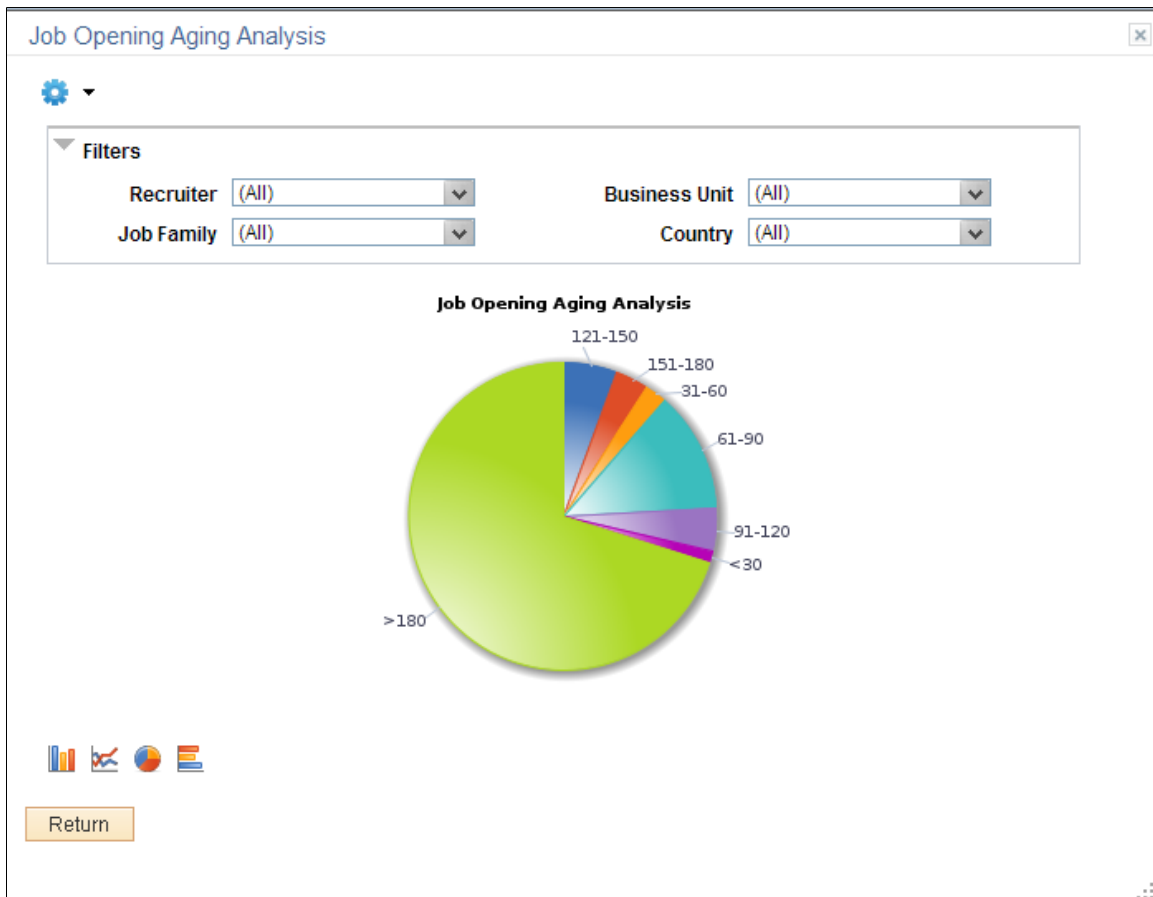 Job Opening Aging Analysis
Filters
Recruiter (All) Business Unit (All)
Job Family (All) Country (All)
Job Opening Aging Analysis
121-150
151-180
31-60
61-90
91-120
<30
>180
Return